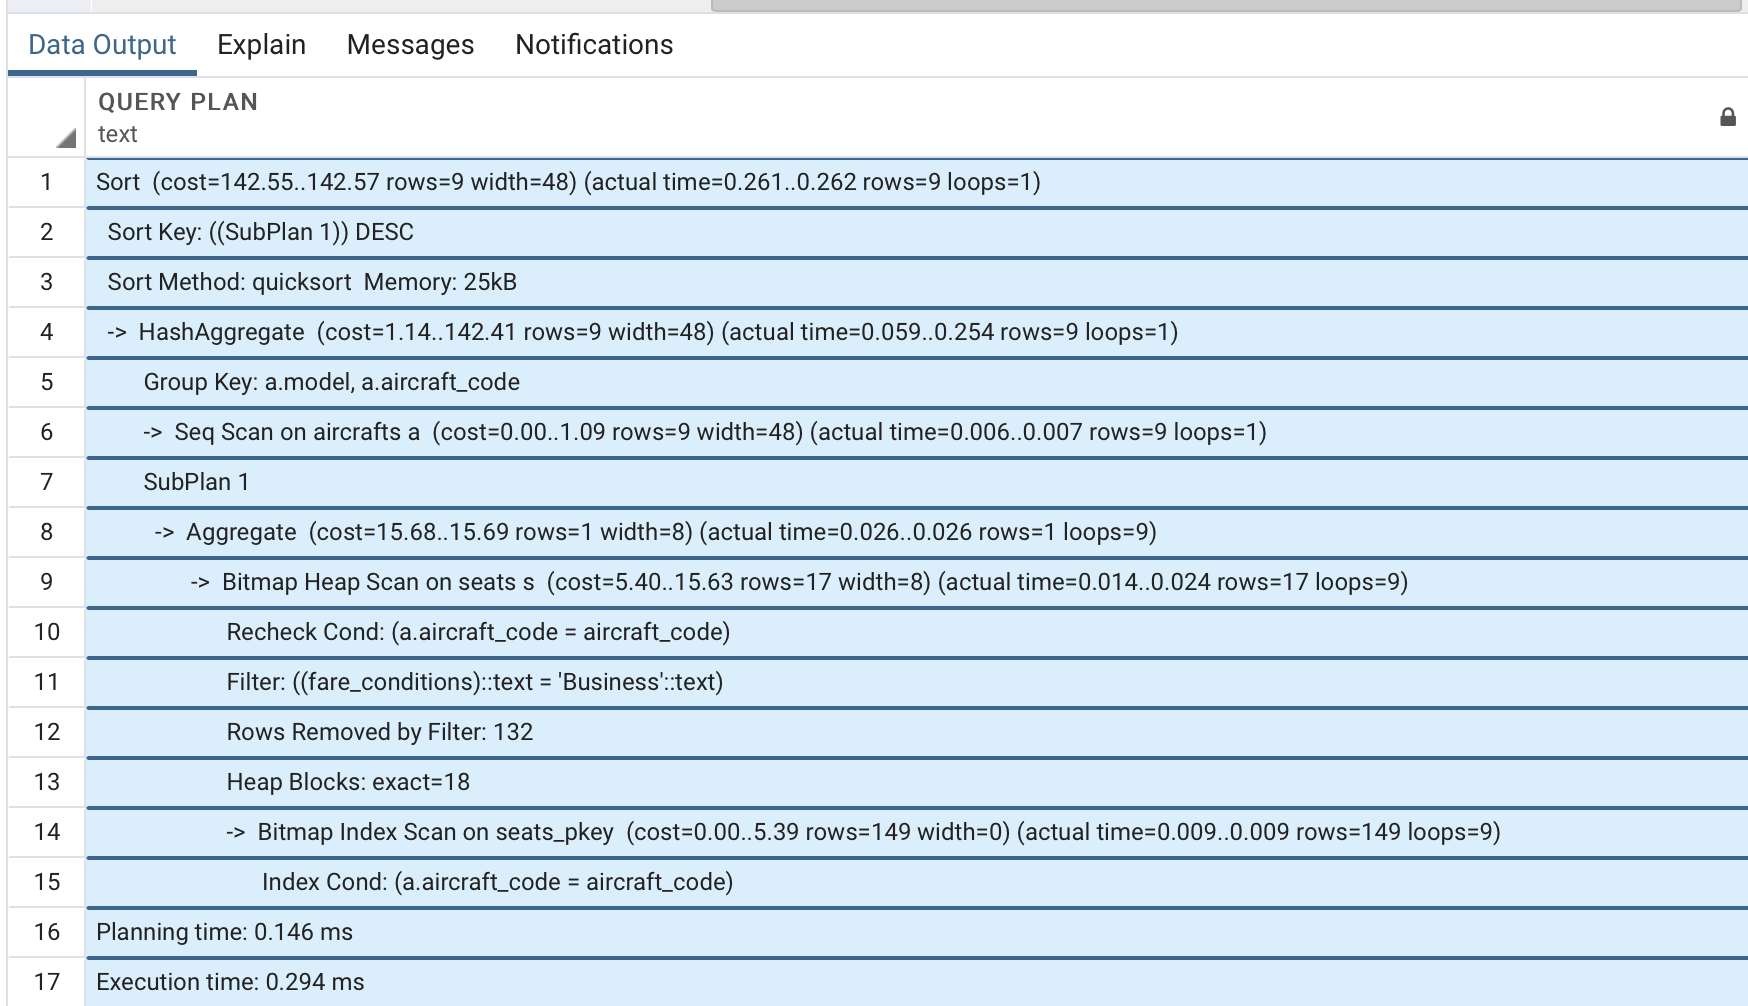 Data Output Explain Messages Notifications
QUERY PLAN
text
1 Sort (cost=142.55..142.57 rows=9 width=48) (actual time=0.261..0.262 rows=9 loops=1)
2 Sort Key: ((SubPlan 1)) DESC
3 Sort Method: quicksort Memory: 25kB
4 -> HashAggregate (cost=1.14..142.41 rows=9 width=48) (actual time=0.059..0.254 rows=9 loops=1)
5 Group Key: a.model, a.aircraft_code
6 -> Seq Scan on aircrafts a (cost=0.00..1.09 rows=9 width=48) (actual time=0.006..0.007 rows=9 loops=1)
7 SubPlan 1
8 -> Aggregate (cost=15.68..15.69 rows=1 width=8) (actual time=0.026..0.026 rows=1 loops=9)
9 -> Bitmap Heap Scan on seats s (cost=5.40..15.63 rows=17 width=8) (actual time=0.014..0.024 rows=17 loops=9)
10 Recheck Cond: (a.aircraft_code = aircraft_code)
11 Filter: ((fare_conditions)::text = 'Business'::text)
12 Rows Removed by Filter: 132
13 Heap Blocks: exact=18
14 -> Bitmap Index Scan on seats_pkey (cost=0.00..5.39 rows=149 width=0) (actual time=0.009..0.009 rows=149 loops=9)
15 Index Cond: (a.aircraft_code = aircraft_code)
16 Planning time: 0.146 ms
17 Execution time: 0.294 ms